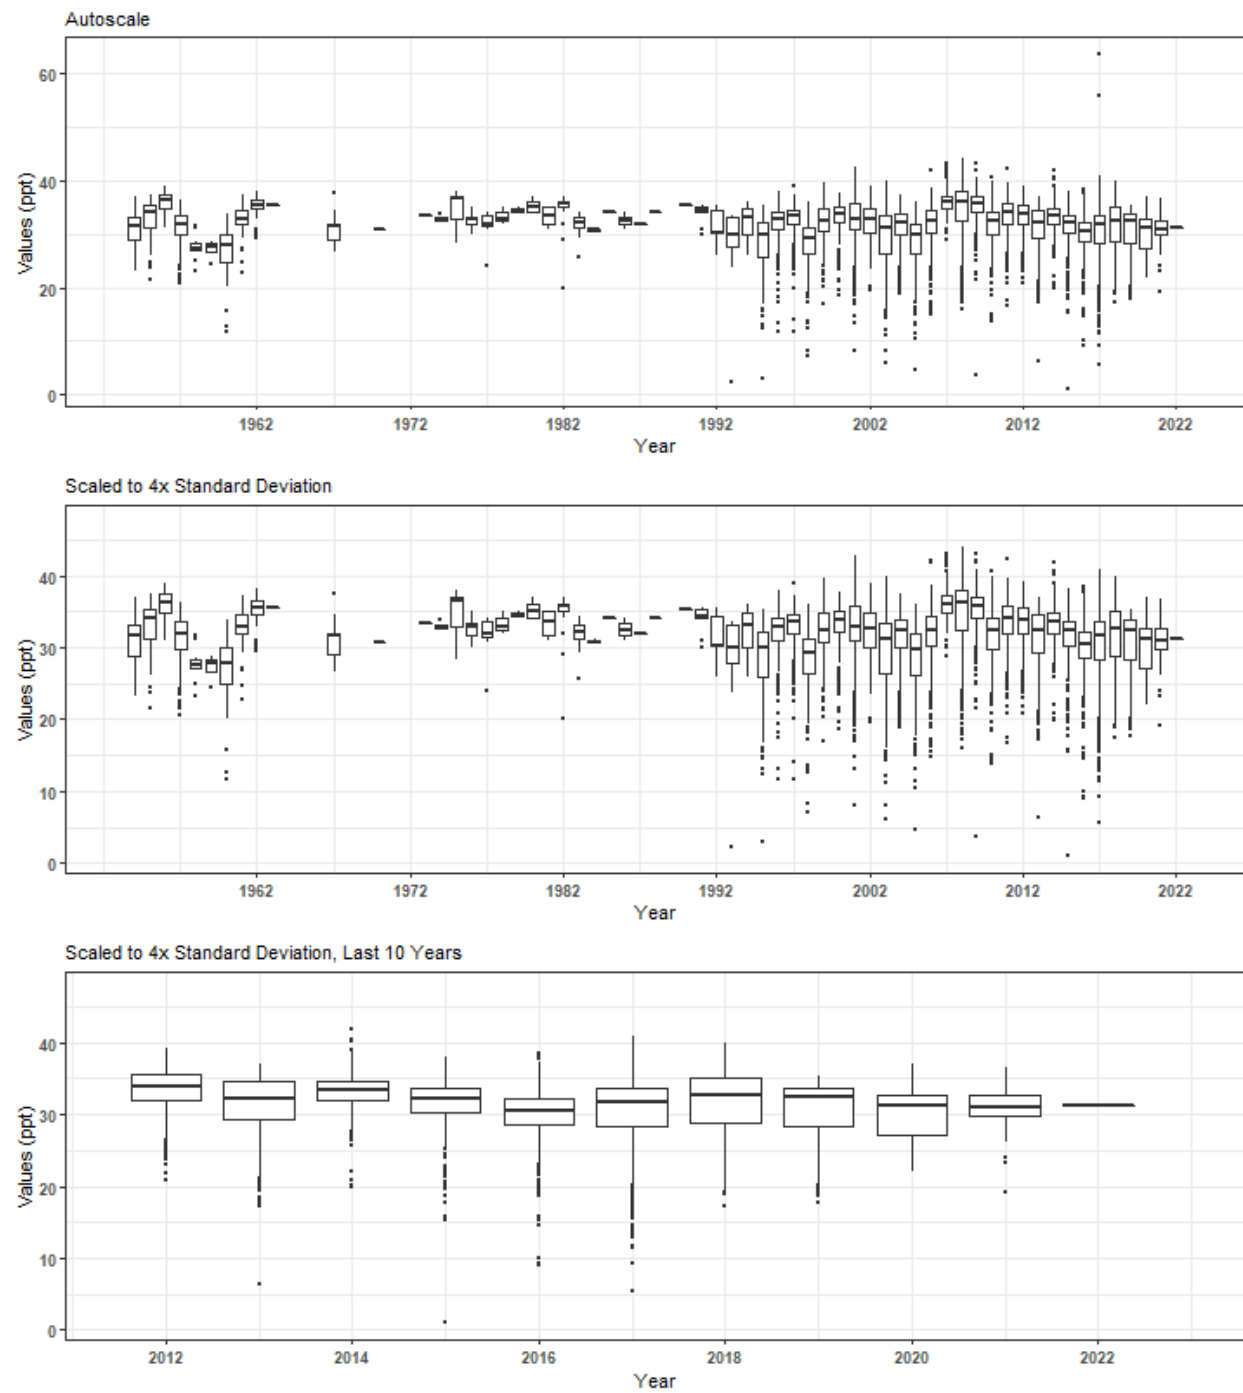 Autoscale
60
40
20
0
Values (ppt)
1962 1972 1982 1992 2002 2012 2022
Year
Scaled to 4x Standard Deviation
40
30
20
10
0
Values (ppt)
1962 1972 1982 1992 2002 2012 2022
Year
Scaled to 4x Standard Deviation, Last 10 Years
40
30
20
10
0
Values (ppt)
2012 2014 2016 2018 2020 2022
Year